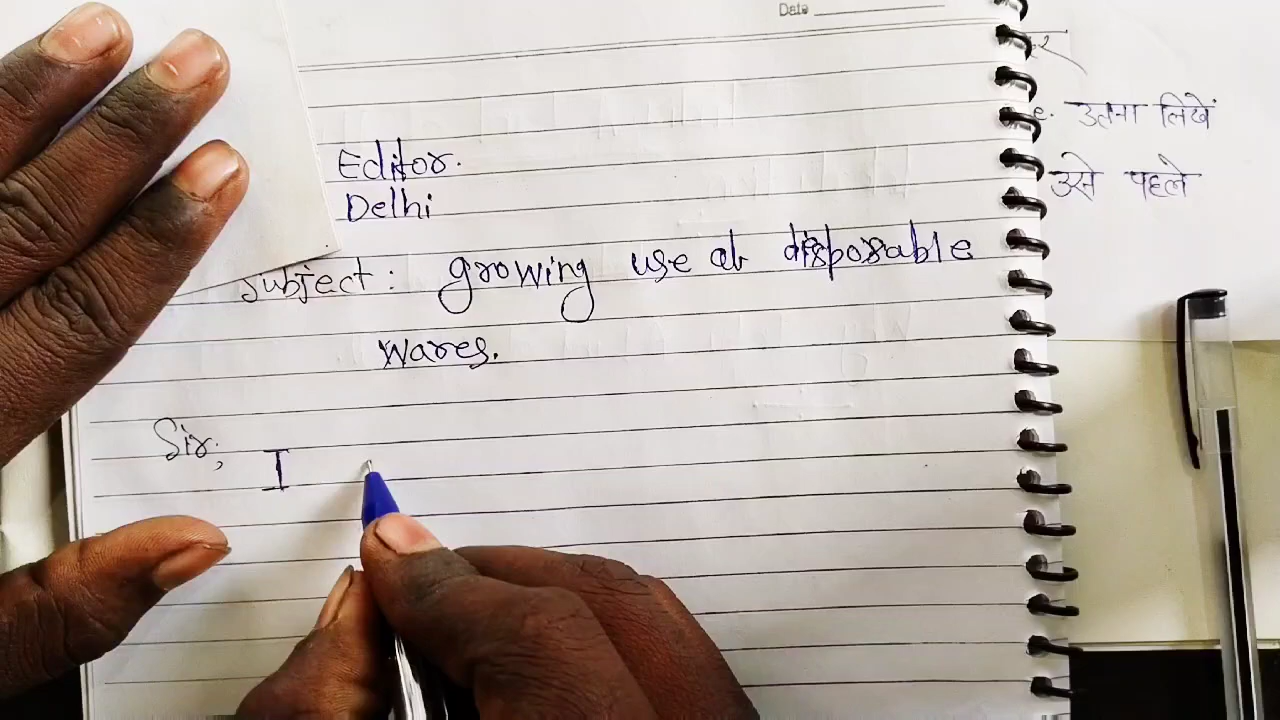 Date
Editor.
Delhi
Subject: growing use of disposable
wares.
Sir,
I
उतना लिखें
उसे पहले